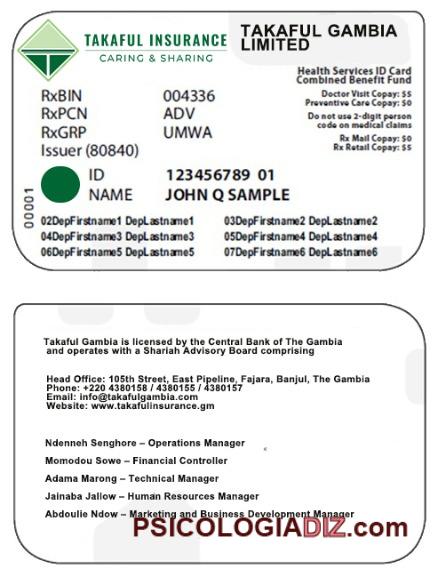 TAKAFUL INSURANCE
CARING & SHARING
TAKAFUL GAMBIA
LIMITED
Health Services ID Card
Combined Benefit Fund
Doctor Visit Copay: $5
Preventive Care Copay: $0
Do not use 2-digit person
code on medical claims
Rx Mail Copay: $0
Rx Retail Copay: $5
RxBIN 004336
RxPCN ADV
RxGRP UMWA
Issuer (80840)
ID 123456789 01
NAME JOHN Q SAMPLE
00001
02DepFirstname1 DepLastname1 03DepFirstname2 DepLastname2
04DepFirstname3 DepLastname3 05DepFirstname4 DepLastname4
06DepFirstname5 DepLastname5 07DepFirstname6 DepLastname6
Takaful Gambia is licensed by the Central Bank of The Gambia
and operates with a Shariah Advisory Board comprising
Head Office: 105th Street, East Pipeline, Fajara, Banjul, The Gambia
Phone: +220 4380158 / 4380155 / 4380157
Email: info@takafulgambia.com
Website: www.takafulinsurance.gm
Ndenneh Senghore – Operations Manager
Momodou Sowe – Financial Controller
Adama Marong – Technical Manager
Jainaba Jallow – Human Resources Manager
Abdoulie Ndow – Marketing and Business Development Manager
PSICOLOGIADIZ.com